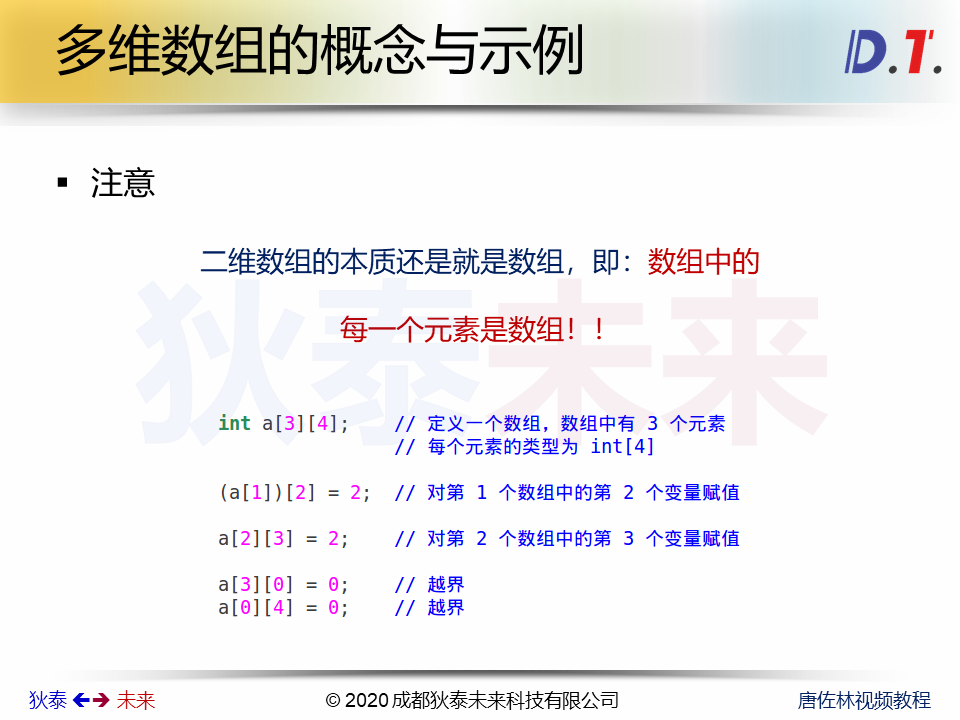 多维数组的概念与示例
D.T.
▪ 注意
二维数组的本质还是就是数组，即：数组中的
每一个元素是数组！！
狄泰未来
int a[3][4];    // 定义一个数组，数组中有 3 个元素
// 每个元素的类型为 int[4]
(a[1])[2] = 2;  // 对第 1 个数组中的第 2 个变量赋值
a[2][3] = 2;    // 对第 2 个数组中的第 3 个变量赋值
a[3][0] = 0;    // 越界
a[0][4] = 0;    // 越界
狄泰 未来
© 2020 成都狄泰未来科技有限公司
唐佐林视频教程